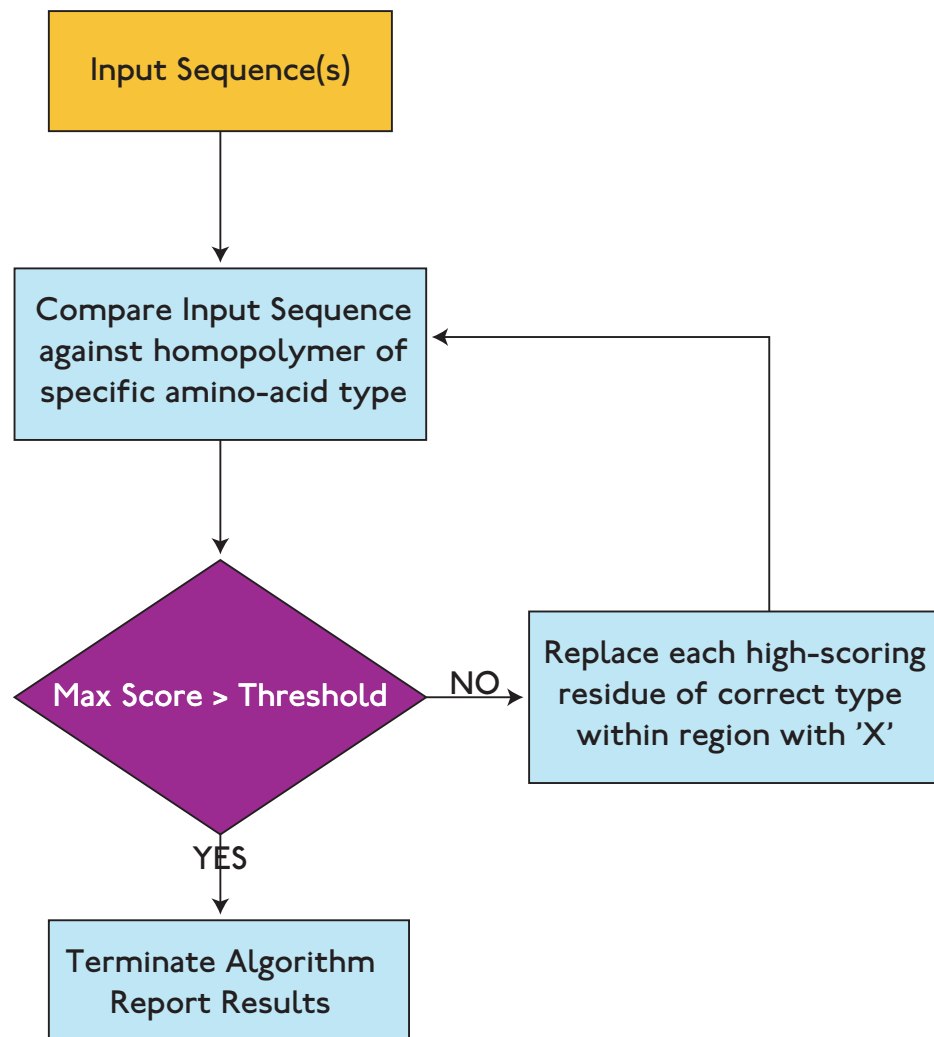 Input Sequence(s)
Compare Input Sequence
against homopolymer of
specific amino-acid type
Max Score > Threshold
NO
Replace each high-scoring
residue of correct type
within region with 'X'
YES
Terminate Algorithm
Report Results